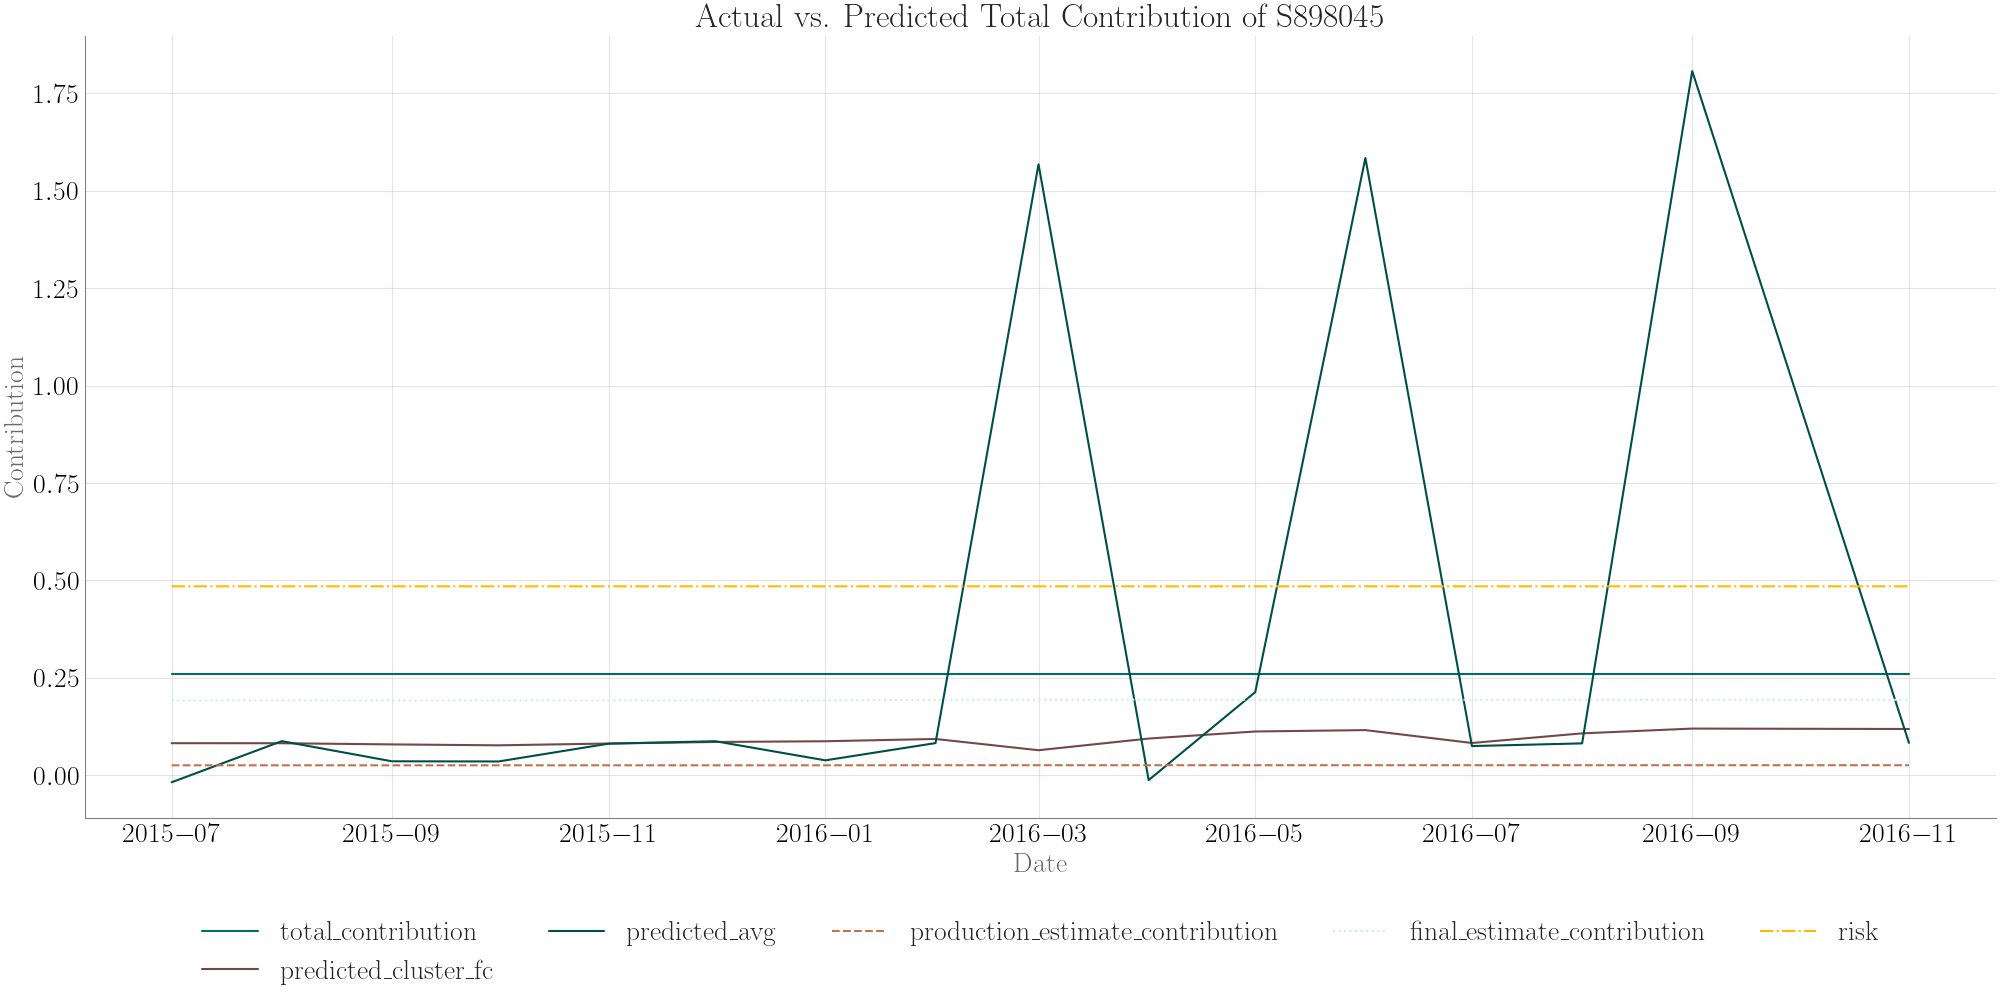 Actual vs. Predicted Total Contribution of S898045
Contribution
1.75
1.50
1.25
1.00
0.75
0.50
0.25
0.00
2015–07 2015–09 2015–11 2016–01 2016–03 2016–05 2016–07 2016–09 2016–11
Date
total_contribution predicted_avg production_estimate_contribution final_estimate_contribution risk
predicted_cluster_fc